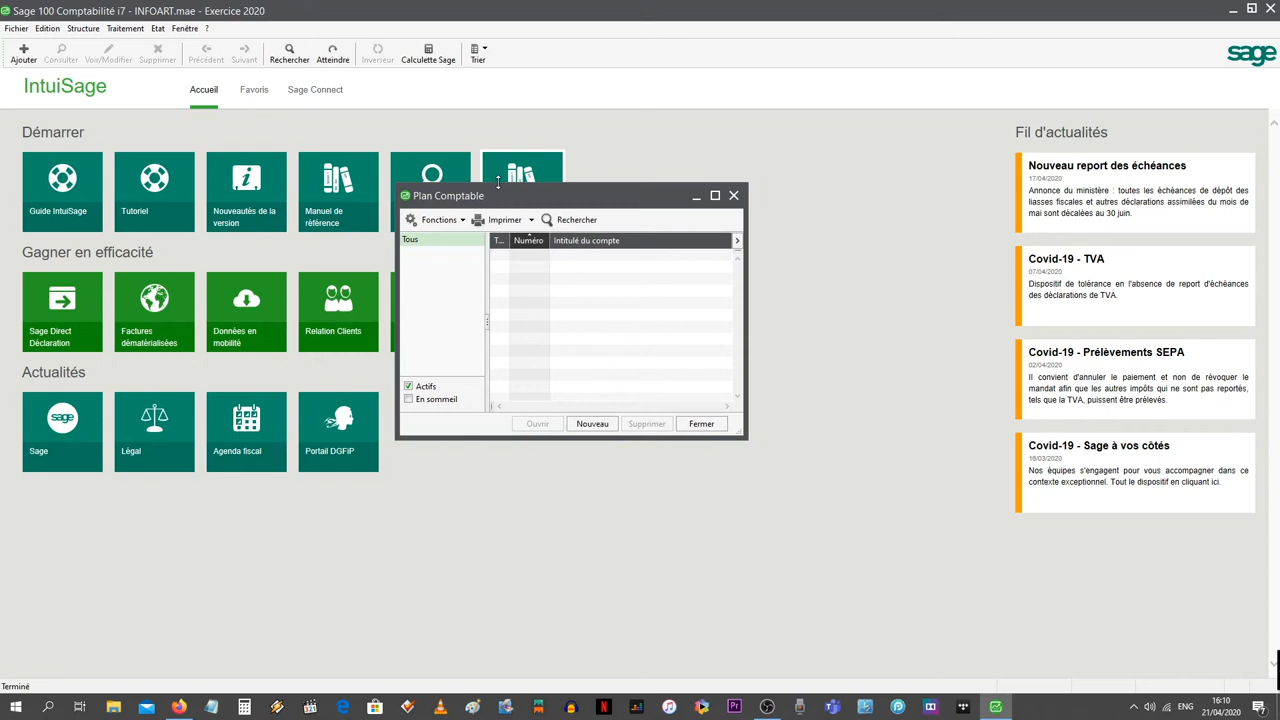 Sage 100 Comptabilité i7 - INFOART.mae - Exercice 2020
Fichier Edition Structure Traitement Etat Fenêtre ?
Ajouter Consulter Voir/Modifier Supprimer Précédent Suivant Rechercher Atteindre Inverseur Calculette Sage Trier
sage
IntuiSage Accueil Favoris Sage Connect
Démarrer
Guide IntuiSage
Tutoriel
Nouveautés de la
version
Manuel de
référence
Plan Comptable
Fonctions Imprimer Rechercher
Tous
T... Numéro Intitulé du compte
Actifs
En sommeil
Ouvrir Nouveau Supprimer Fermer
Gagner en efficacité
Sage Direct
Déclaration
Factures
dématérialisées
Données en
mobilité
Relation Clients
Actualités
sage
Sage
Légal
Agenda fiscal
Portail DGFiP
Fil d'actualités
Nouveau report des échéances
17/04/2020
Annonce du ministère : toutes les échéances de dépôt des
liasses fiscales et autres déclarations assimilées du mois de
mai sont décalées au 30 juin.
Covid-19 - TVA
07/04/2020
Dispositif de tolérance en l'absence de report d'échéances
des déclarations de TVA.
Covid-19 - Prélèvements SEPA
02/04/2020
Il convient d'annuler le paiement et non de révoquer le
mandat afin que les autres impôts qui ne sont pas reportés,
tels que la TVA, puissent être prélevés.
Covid-19 - Sage à vos côtés
16/03/2020
Nos équipes s'engagent pour vous accompagner dans ce
contexte exceptionnel. Tout le dispositif en cliquant ici.
Terminé
ENG
16:10
21/04/2020